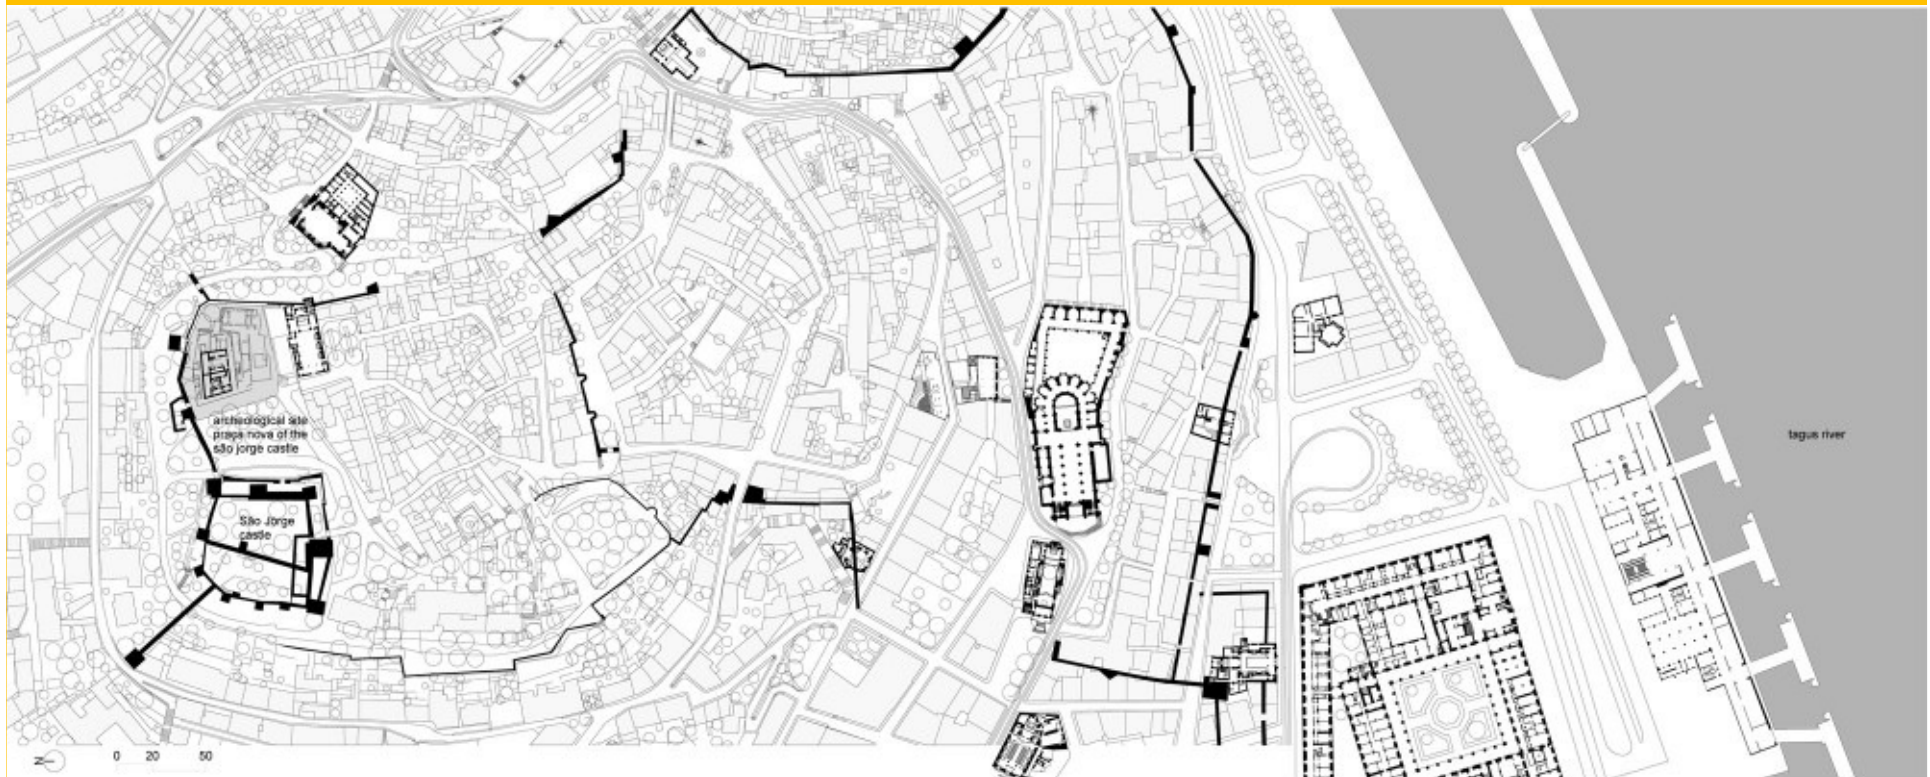 archeological site
praça nova of the
são jorge castle
São Jorge
castle
tagus river
N
0 20 50